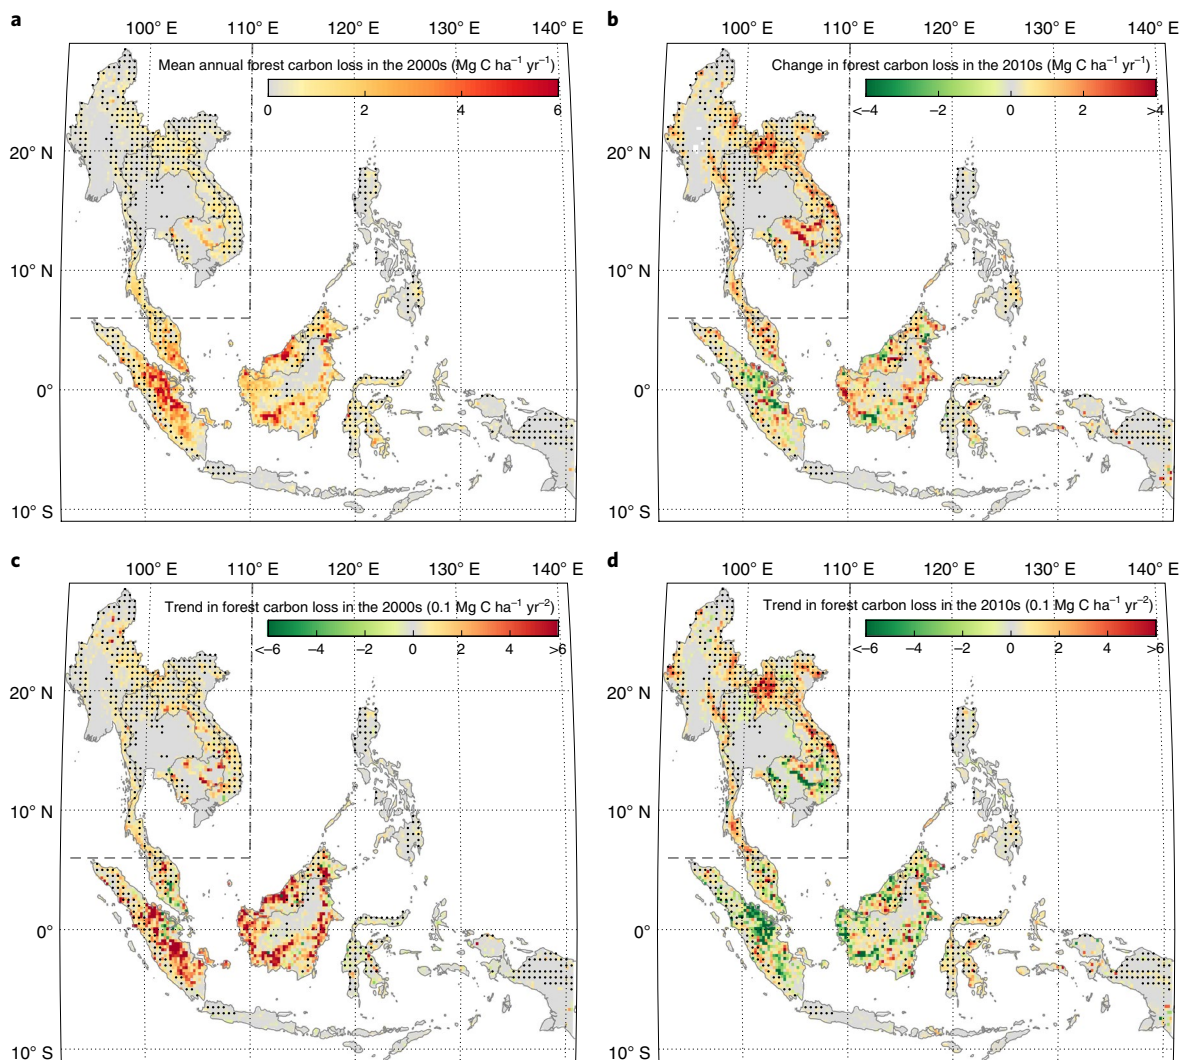 a
100° E 110° E 120° E 130° E 140° E
Mean annual forest carbon loss in the 2000s (Mg C ha⁻¹ yr⁻¹)
0 2 4 6
20° N
10° N
0°
10° S
b
100° E 110° E 120° E 130° E 140° E
Change in forest carbon loss in the 2010s (Mg C ha⁻¹ yr⁻¹)
<−4 −2 0 2 >4
20° N
10° N
0°
10° S
c
100° E 110° E 120° E 130° E 140° E
Trend in forest carbon loss in the 2000s (0.1 Mg C ha⁻¹ yr⁻²)
<−6 −4 −2 0 2 4 >6
20° N
10° N
0°
10° S
d
100° E 110° E 120° E 130° E 140° E
Trend in forest carbon loss in the 2010s (0.1 Mg C ha⁻¹ yr⁻²)
<−6 −4 −2 0 2 4 >6
20° N
10° N
0°
10° S